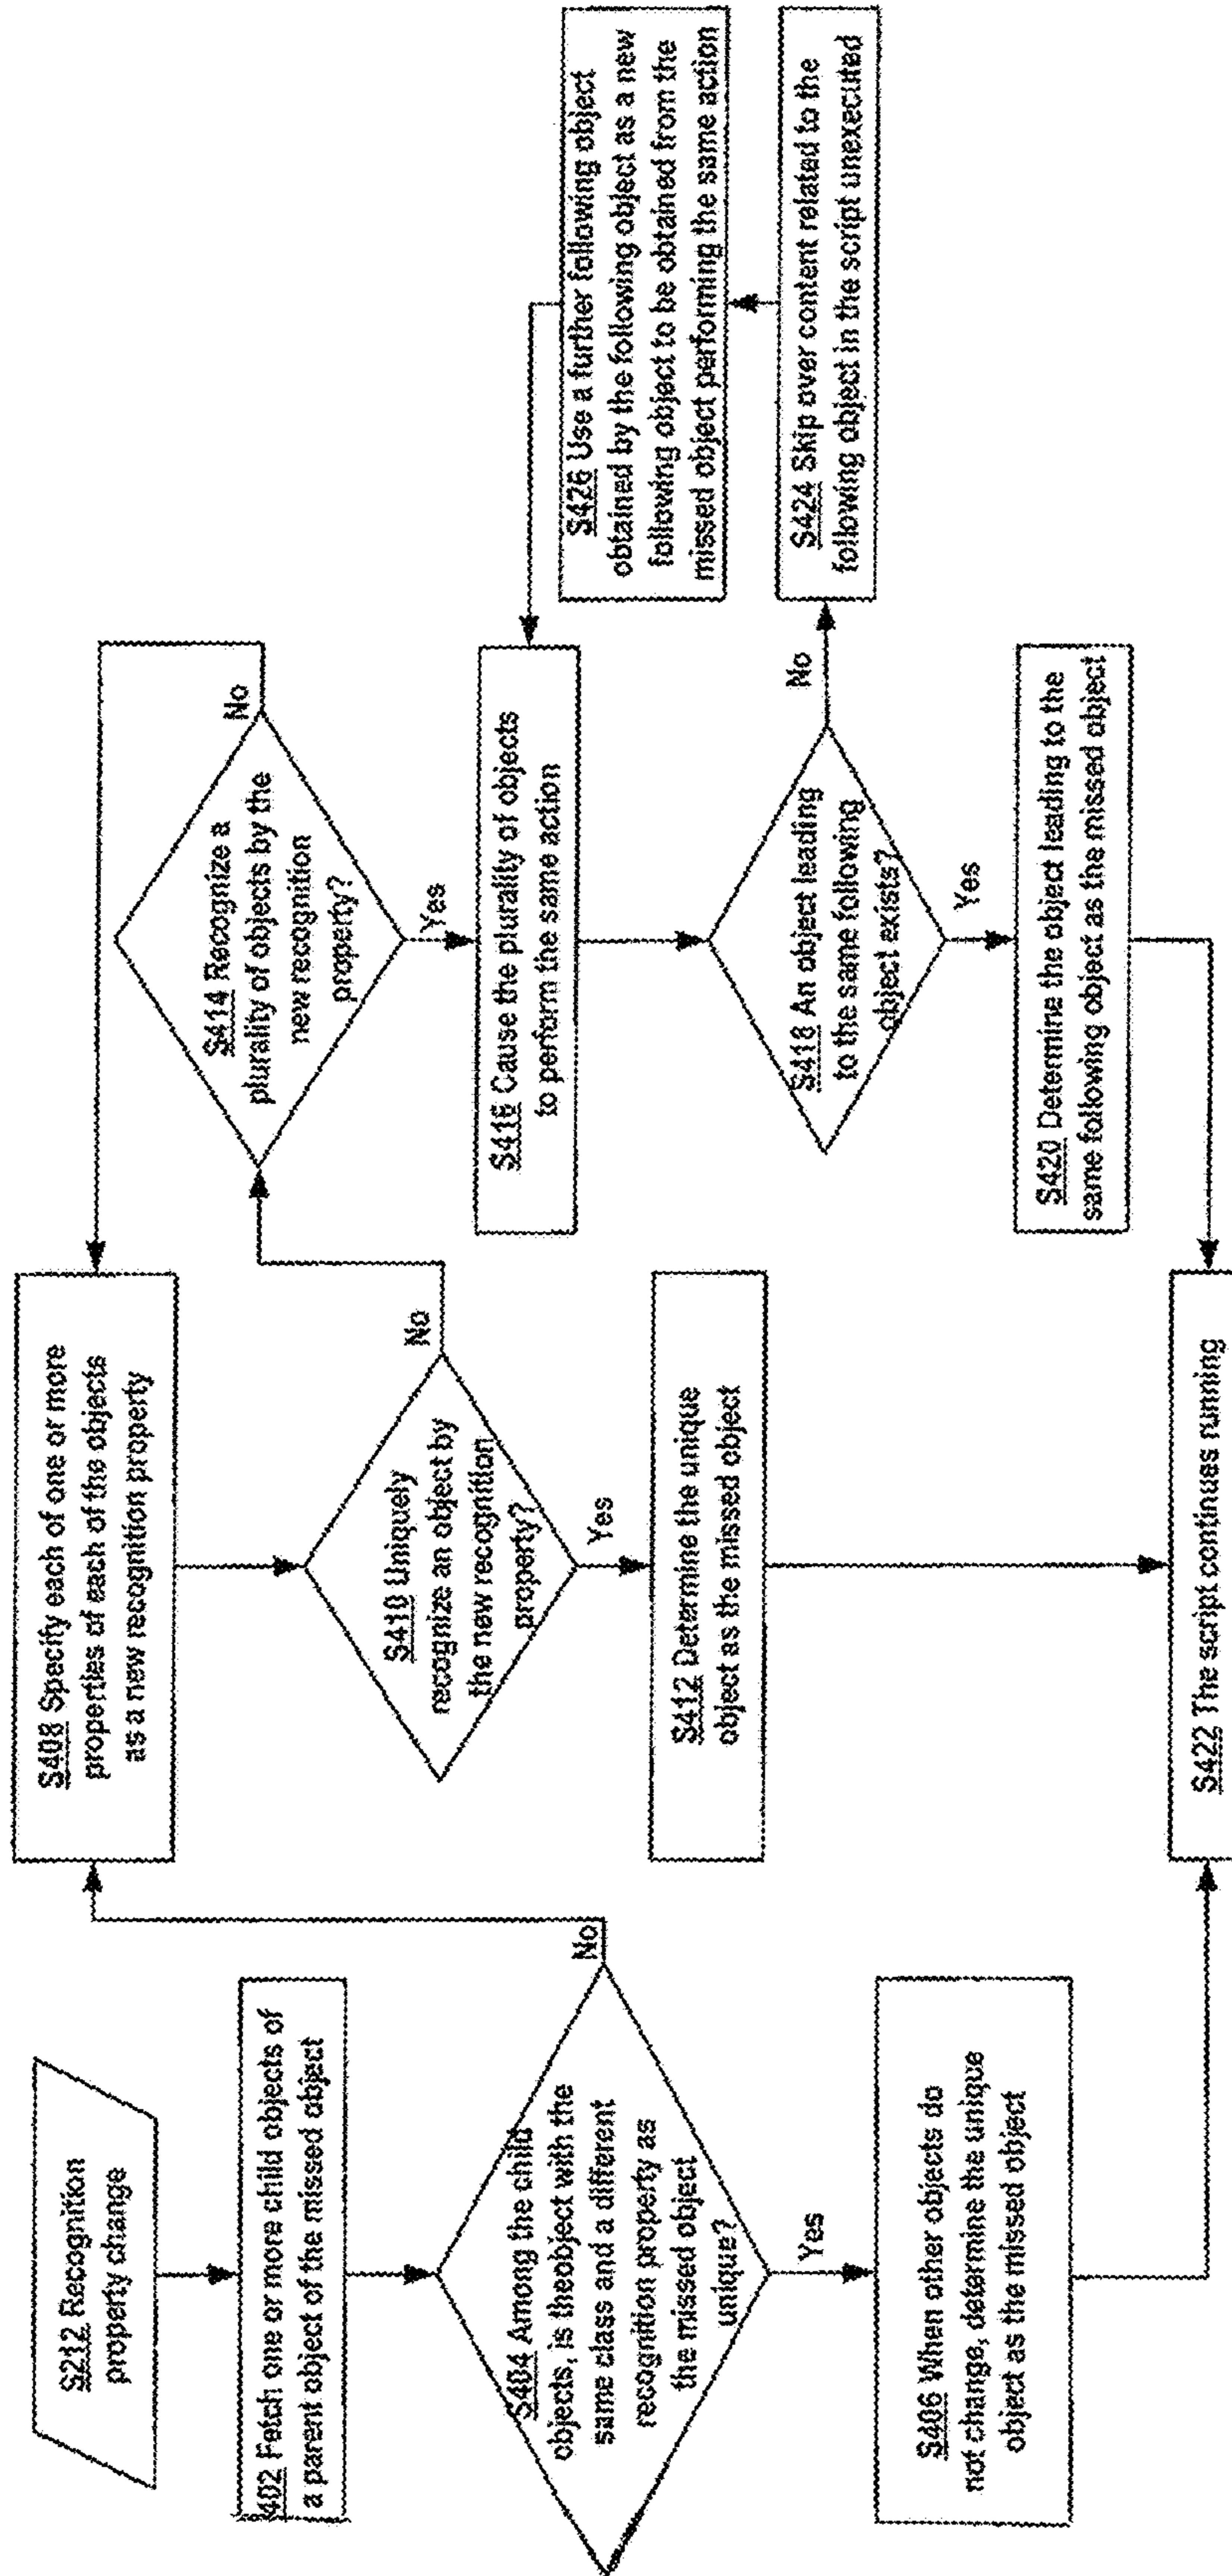 S212 Recognition
property change
402 Fetch one or more child objects of
a parent object of the missed object
S404 Among the child
objects, is theobject with the
same class and a different
recognition property as
the missed object
unique?
No
Yes
S406 When other objects do
not change, determine the unique
object as the missed object
S408 Specify each of one or more
properties of each of the objects
as a new recognition property
S410 Uniquely
recognize an object by
the new recognition
property?
No
Yes
S412 Determine the unique
object as the missed object
S422 The script continues running
S414 Recognize a
plurality of objects by the
new recognition
property?
No
Yes
S416 Cause the plurality of objects
to perform the same action
S418 An object leading
to the same following
object exists?
No
Yes
S420 Determine the object leading to the
same following object as the missed object
S426 Use a further following object
obtained by the following object as a new
following object to be obtained from the
missed object performing the same action
S424 Skip over content related to the
following object in the script unexecuted